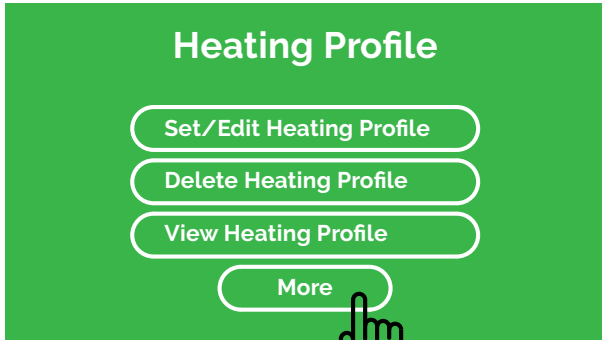 Heating Profile
Set/Edit Heating Profile
Delete Heating Profile
View Heating Profile
More